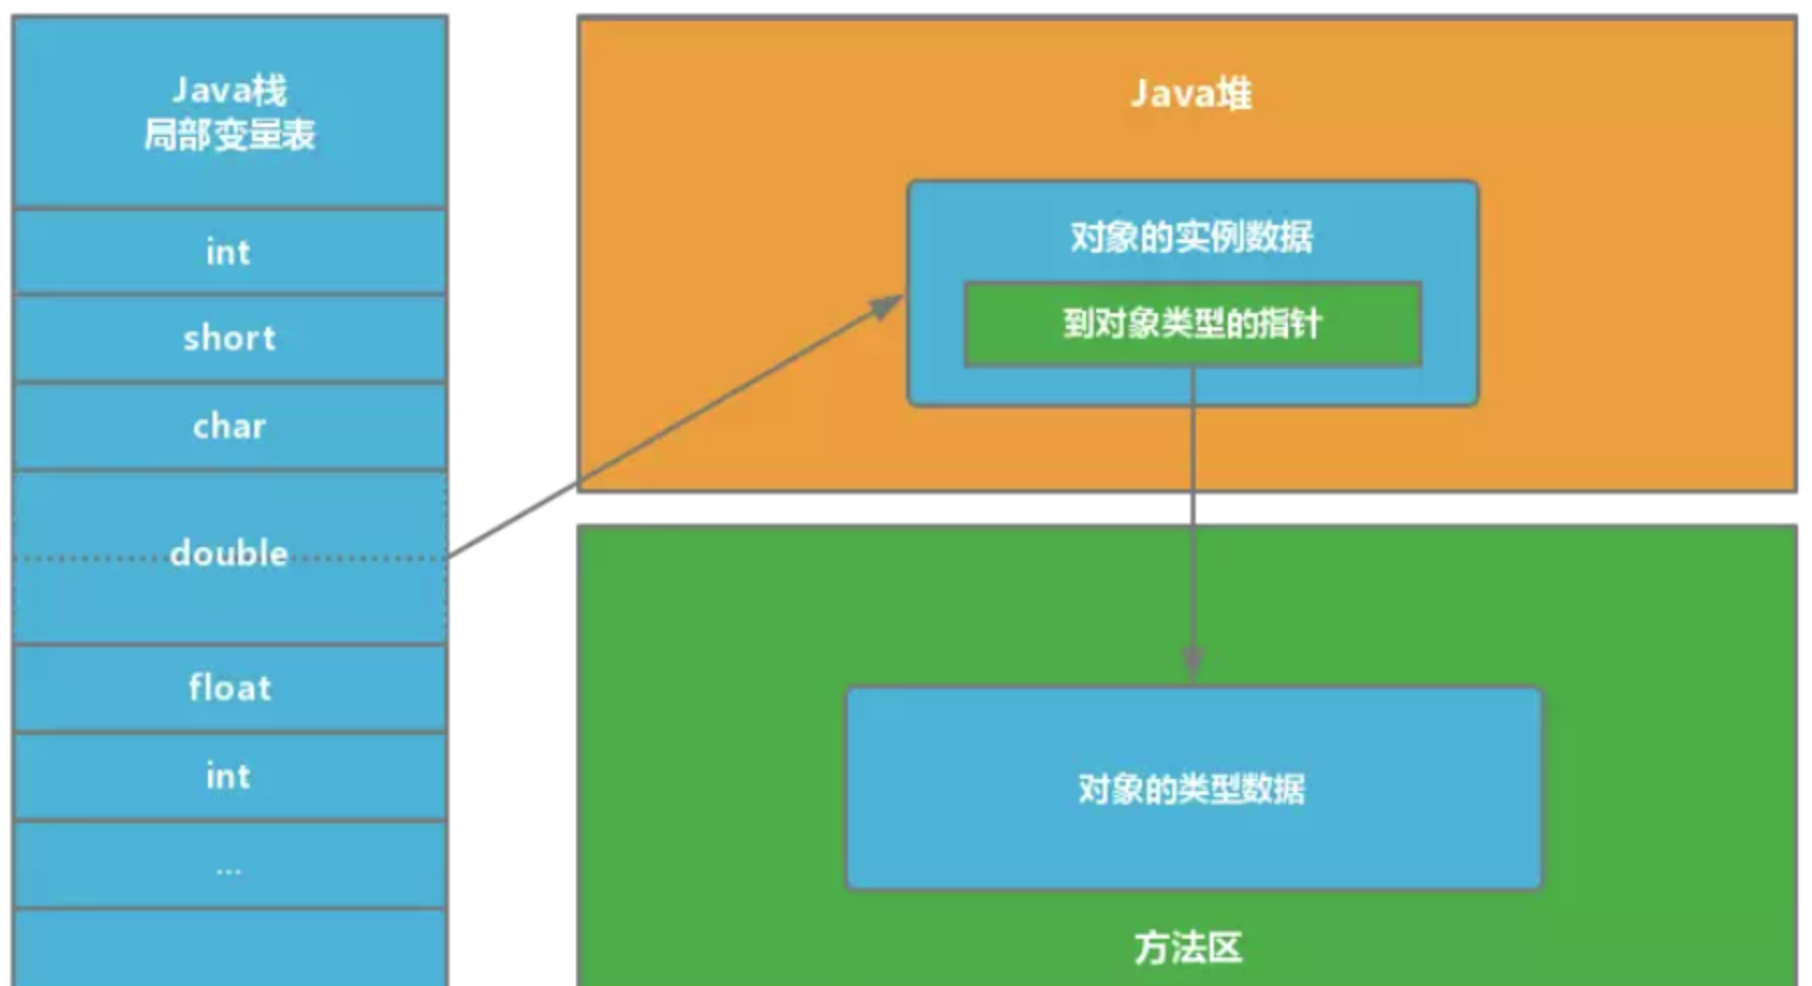 Java栈
局部变量表
int
short
char
double
float
int
...
Java堆
对象的实例数据
到对象类型的指针
对象的类型数据
方法区